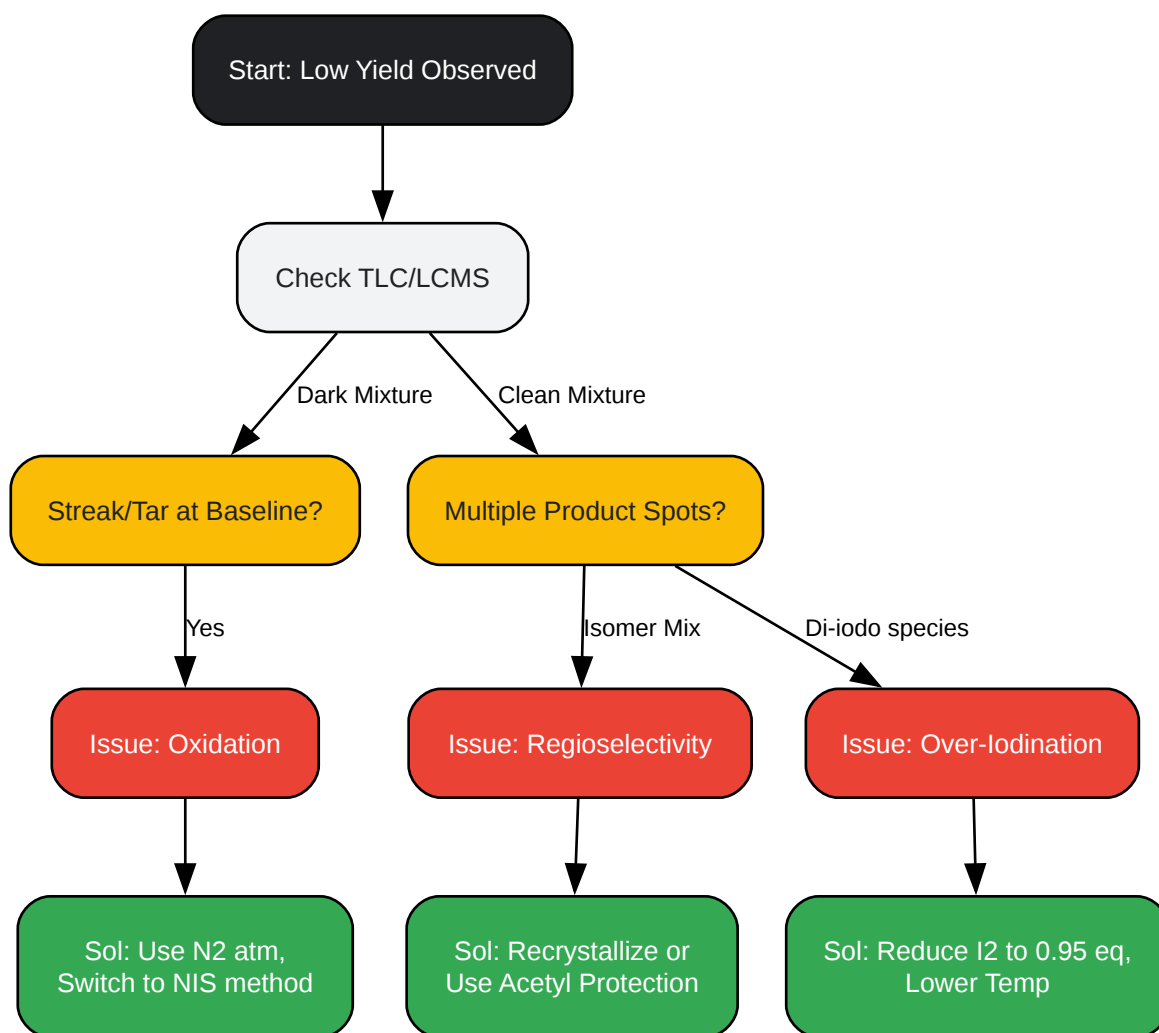 Start: Low Yield Observed
Check TLC/LCMS
Dark Mixture
Clean Mixture
Streak/Tar at Baseline?
Multiple Product Spots?
Yes
Isomer Mix
Di-iodo species
Issue: Oxidation
Issue: Regioselectivity
Issue: Over-Iodination
Sol: Use N2 atm,
Switch to NIS method
Sol: Recrystallize or
Use Acetyl Protection
Sol: Reduce I2 to 0.95 eq,
Lower Temp